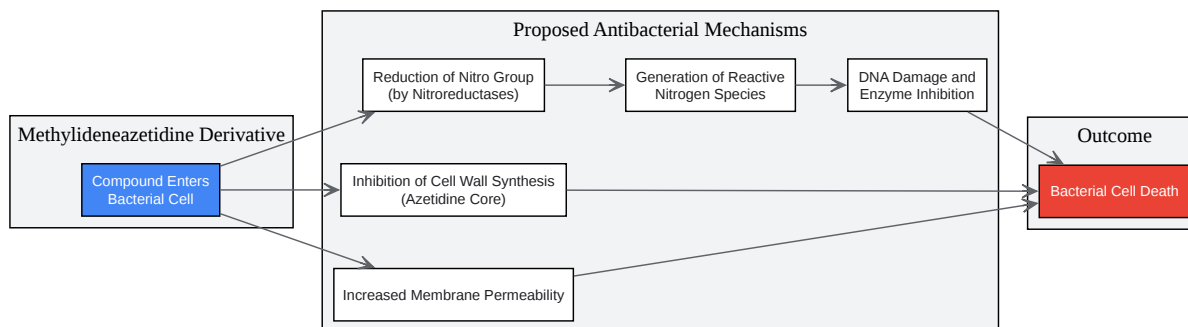 Proposed Antibacterial Mechanisms
Reduction of Nitro Group
(by Nitroreductases)
Generation of Reactive
Nitrogen Species
DNA Damage and
Enzyme Inhibition
Methylideneazetidine Derivative
Compound Enters
Bacterial Cell
Inhibition of Cell Wall Synthesis
(Azetidine Core)
Increased Membrane Permeability
Outcome
Bacterial Cell Death